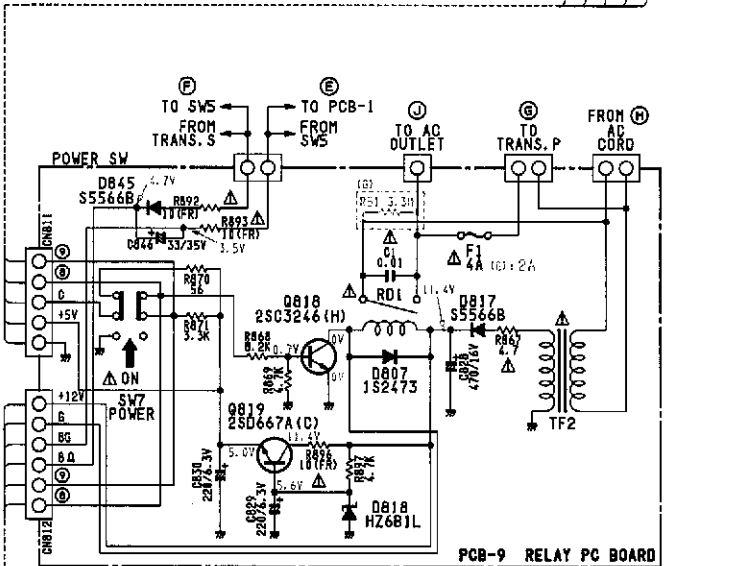 Ⓕ
TO SW5
FROM TRANS.S
Ⓔ
TO PCB-1
FROM SW5
Ⓙ
TO AC OUTLET
Ⓖ
TO TRANS.P
FROM Ⓗ
AC CORD
POWER SW
D845
S5566B
4.7V
R892
10(FR)
R893
10(FR)
C846
33/35V
3.5V
(G)
R51 3.3M
C1
0.01
RD1
F1
4A (G):2A
CN811
⑨
⑧
C
+5V
R870
56
R871
3.3K
ON
SW7
POWER
Q818
2SC3246(H)
R868
8.2K
0.7V
R869
4.7K
0V
0V
D807
1S2473
11.4V
D817
S5566B
R867
4.7
C828
470/16V
TF2
+12V
G
BG
BΩ
⑨
⑧
CN812
Q819
2SD667A(C)
5.0V
11.4V
R896
10(FR)
5.6V
C830
220/6.3V
C829
220/6.3V
R897
4.7K
D818
HZ6B1L
PCB-9 RELAY PC BOARD